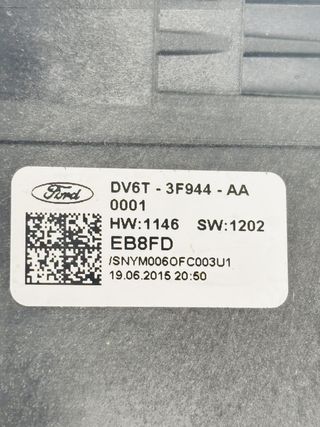 Ford
DV6T - 3F944 - AA
0001
HW:1146 SW:1202
EB8FD
/SNYM006OFC003U1
19.06.2015 20:50